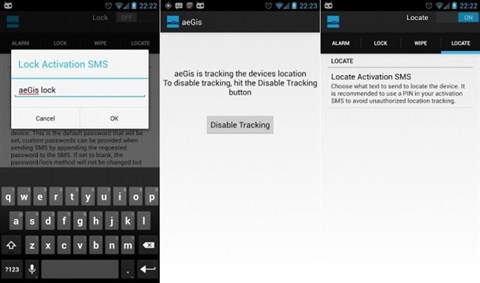 22:22
Lock OFF
ALARM LOCK WIPE LOCATE
Lock Activation SMS
aeGis lock
Cancel OK
device. This is the default password that will be
set, custom passwords can be provided when
sending SMS by appending the requested
password to the SMS. If set to blank, the
password/lock method will not be changed but
q w e r t y u i o p
a s d f g h j k l
z x c v b n m
?123 .
22:23
aeGis
aeGis is tracking the devices location
To disable tracking, hit the Disable Tracking
button
Disable Tracking
22:22
Locate ON
ALARM LOCK WIPE LOCATE
LOCATE
Locate Activation SMS
Choose what text to send to locate the device. It
is recommended to use a PIN in your activation
SMS to avoid unauthorized location tracking.